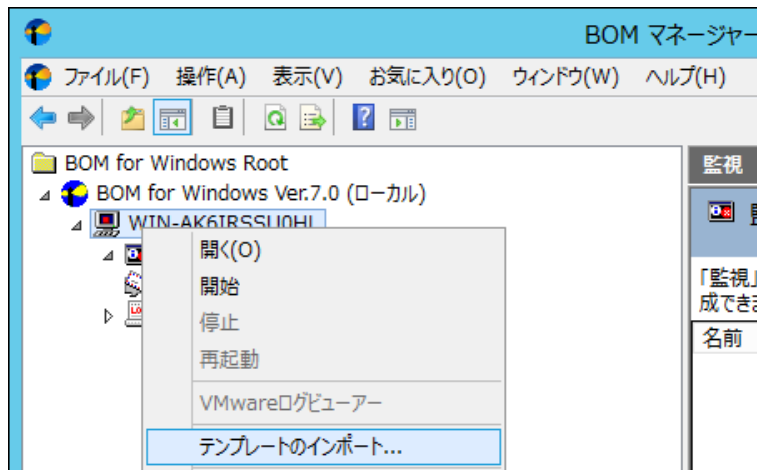 BOM マネージャー
ファイル(F) 操作(A) 表示(V) お気に入り(O) ウィンドウ(W) ヘルプ(H)
BOM for Windows Root
BOM for Windows Ver.7.0 (ローカル)
WIN-AK6IRSSU0HL
開く(O)
開始
停止
再起動
VMwareログビューアー
テンプレートのインポート...
監視
「監視」
成でき
名前